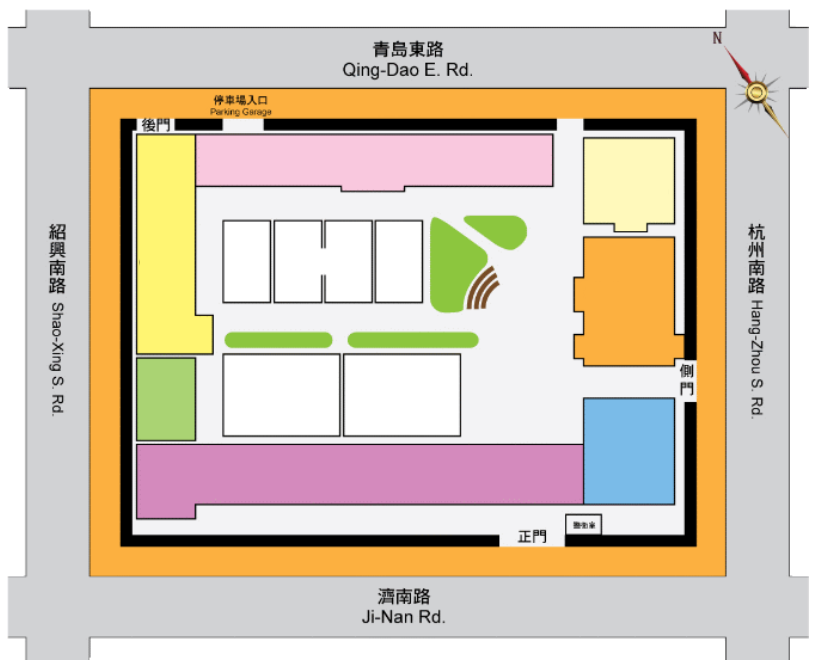 青島東路
Qing-Dao E. Rd.
N
停車場入口
Parking Garage
後門
紹興南路 Shao-Xing S. Rd.
杭州南路 Hang-Zhou S. Rd.
側門
警衛室
正門
濟南路
Ji-Nan Rd.